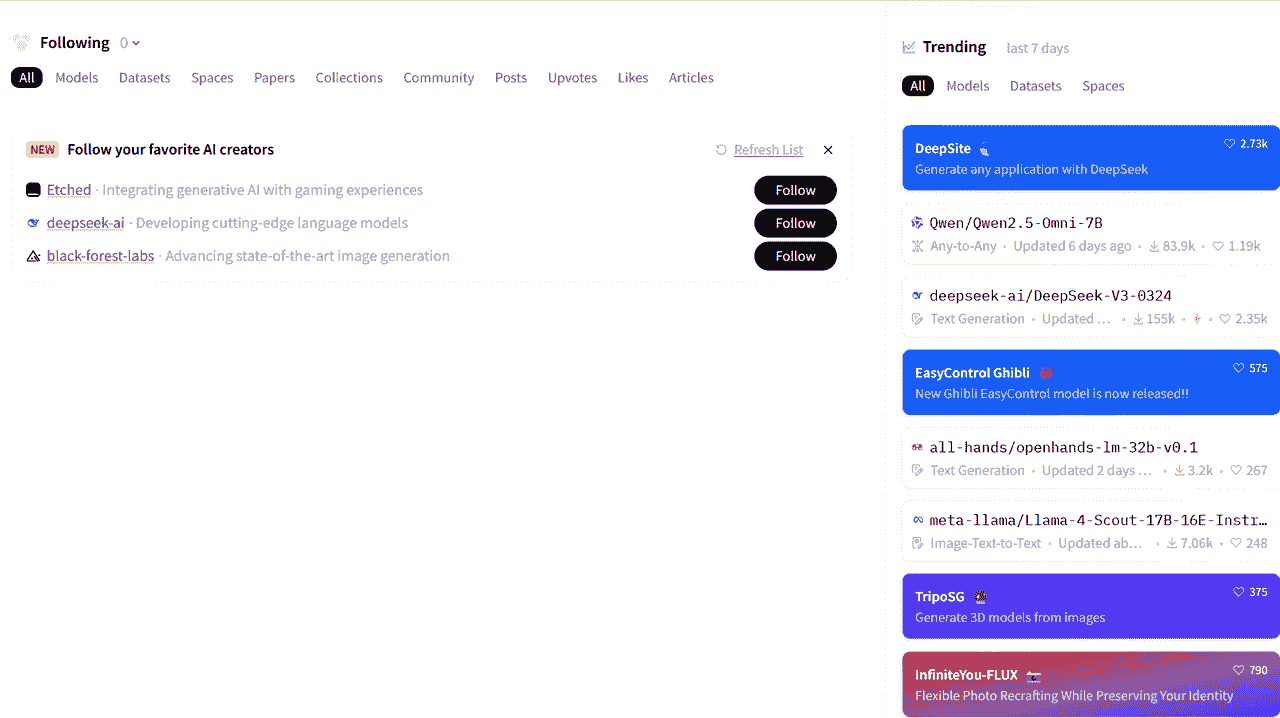 Following 0
All Models Datasets Spaces Papers Collections Community Posts Upvotes Likes Articles
NEW Follow your favorite AI creators Refresh List
Etched · Integrating generative AI with gaming experiences Follow
deepseek-ai · Developing cutting-edge language models Follow
black-forest-labs · Advancing state-of-the-art image generation Follow
Trending last 7 days
All Models Datasets Spaces
DeepSite 2.73k
Generate any application with DeepSeek
Qwen/Qwen2.5-Omni-7B
Any-to-Any · Updated 6 days ago · 83.9k · 1.19k
deepseek-ai/DeepSeek-V3-0324
Text Generation · Updated ... · 155k · · 2.35k
EasyControl Ghibli 575
New Ghibli EasyControl model is now released!!
all-hands/openhands-lm-32b-v0.1
Text Generation · Updated 2 days ... · 3.2k · 267
meta-llama/Llama-4-Scout-17B-16E-Instr...
Image-Text-to-Text · Updated ab... · 7.06k · 248
TripoSG 375
Generate 3D models from images
InfiniteYou-FLUX 790
Flexible Photo Recrafting While Preserving Your Identity